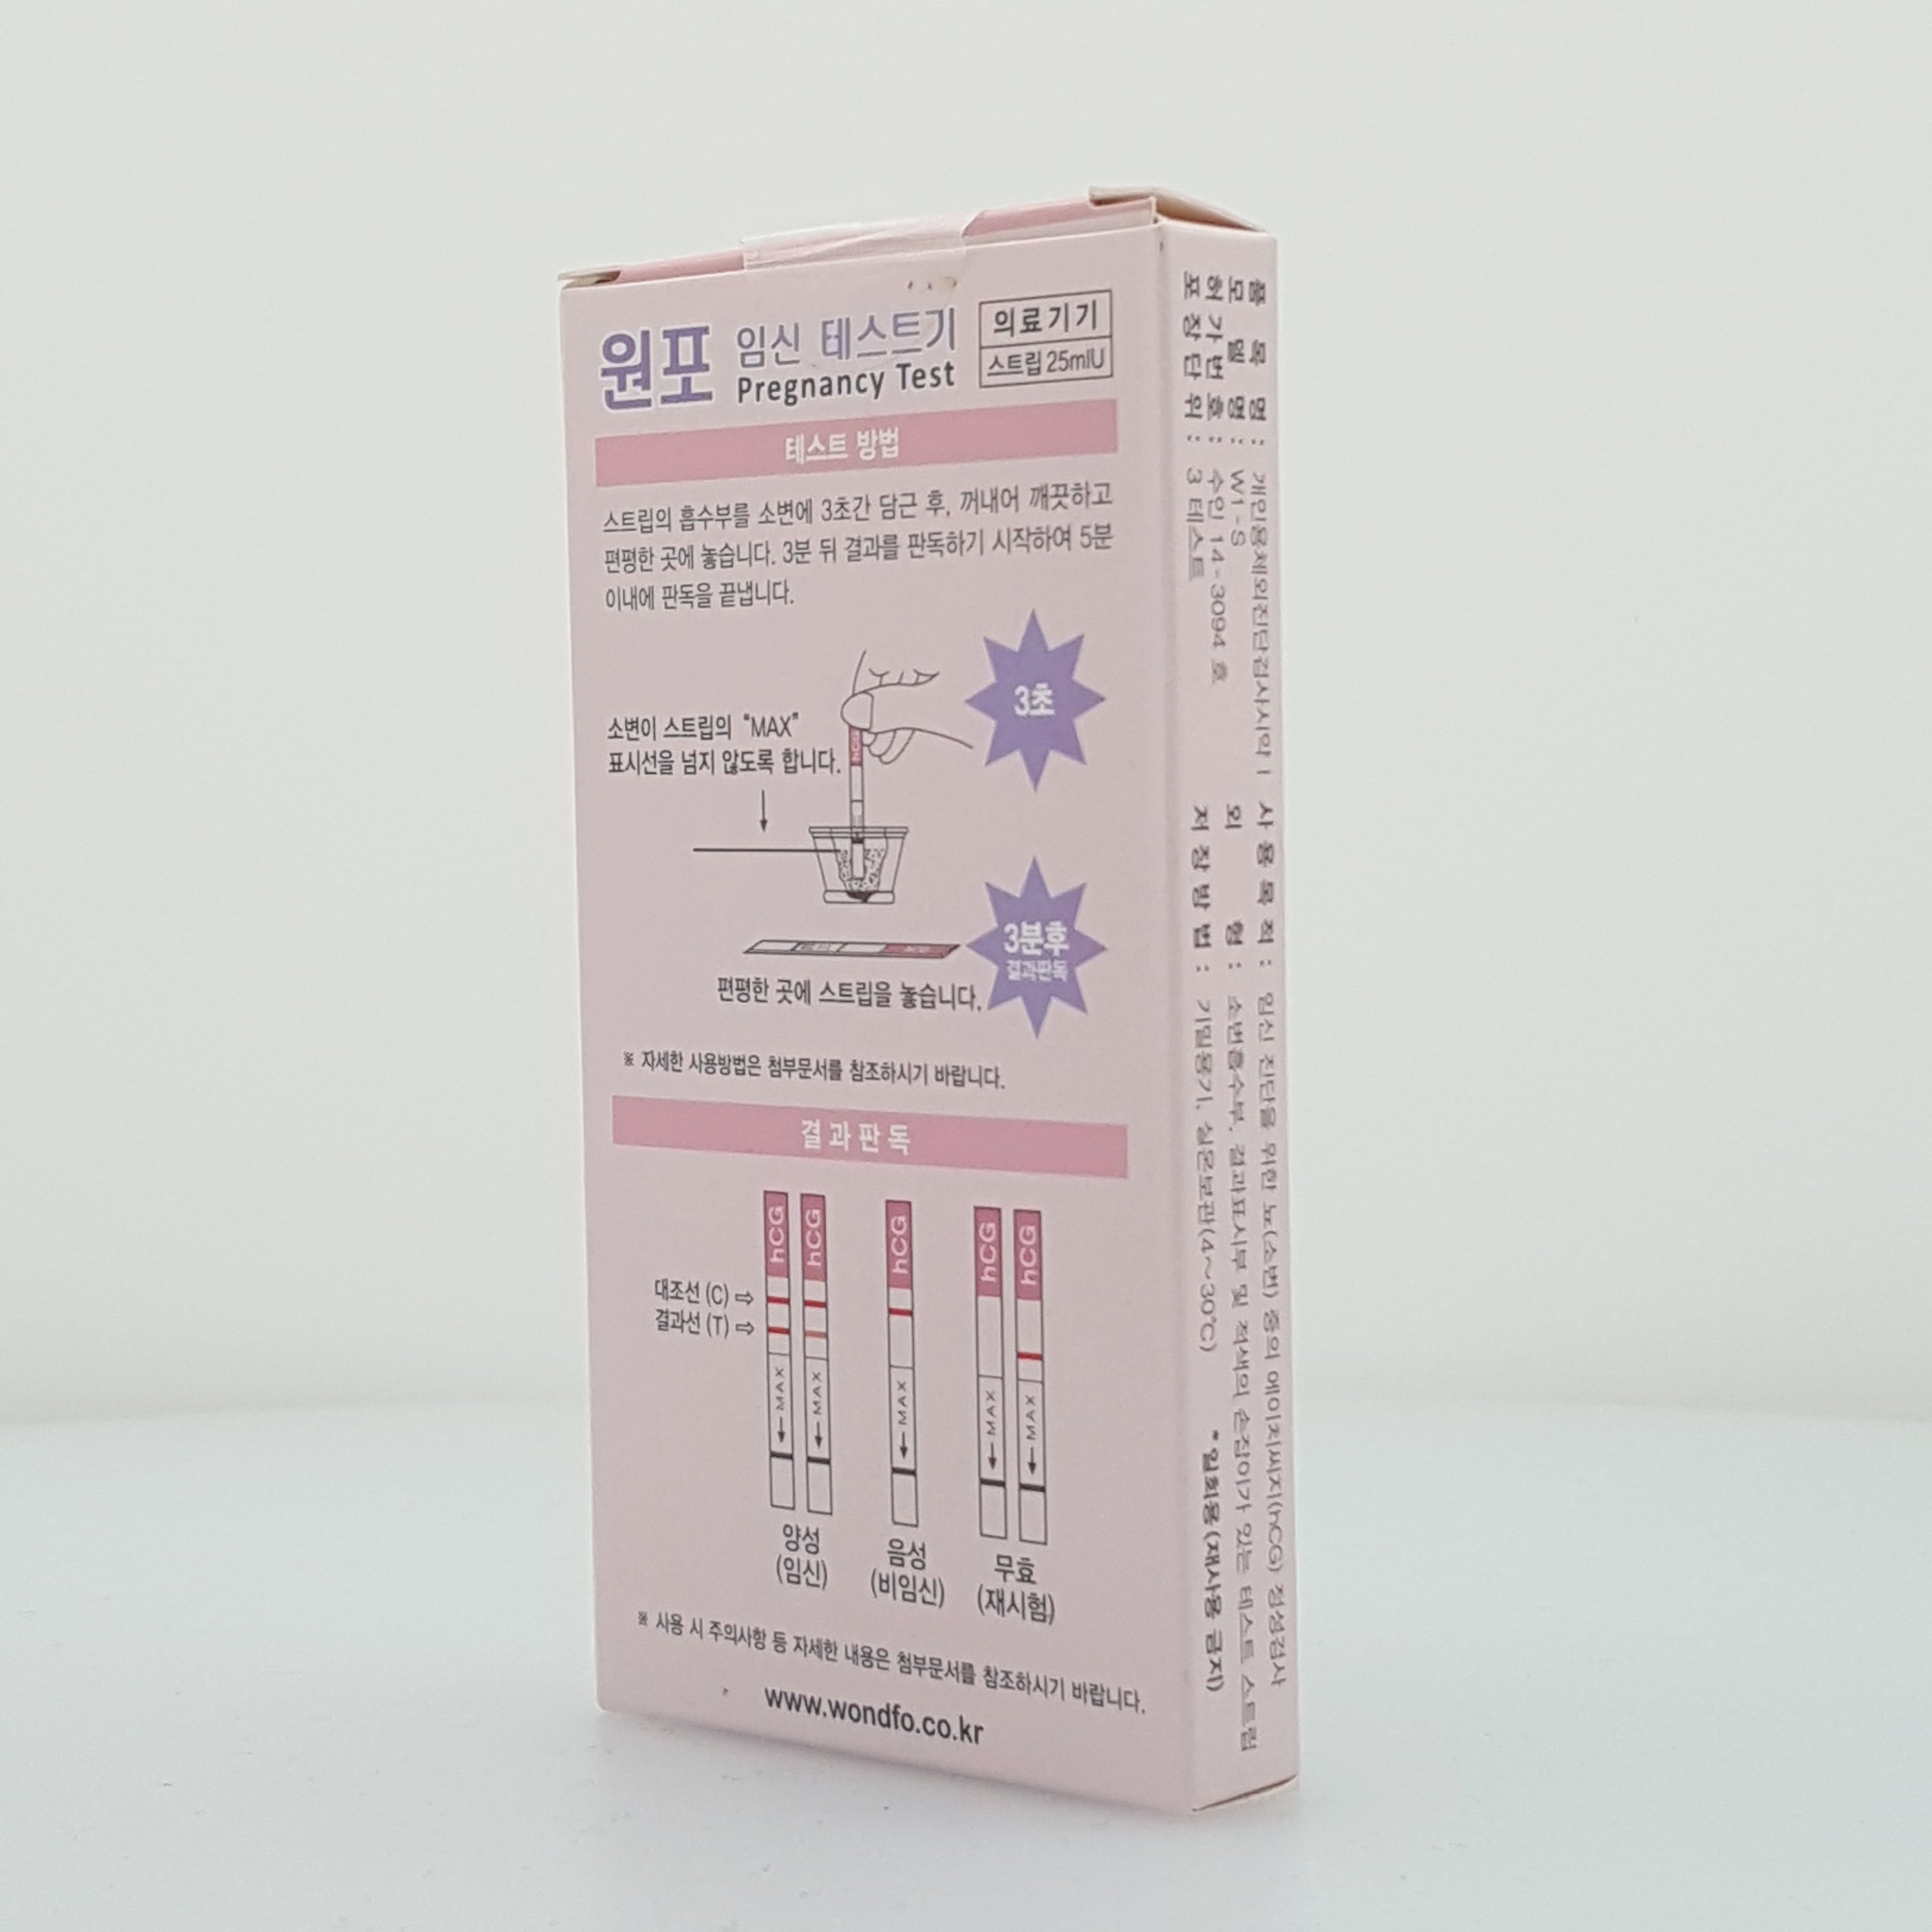 원포
임신 테스트기
Pregnancy Test
의료기기
스트립 25mIU
테스트 방법
스트립의 흡수부를 소변에 3초간 담근 후, 꺼내어 깨끗하고
편평한 곳에 놓습니다. 3분 뒤 결과를 판독하기 시작하여 5분
이내에 판독을 끝냅니다.
3초
소변이 스트립의 “MAX”
표시선을 넘지 않도록 합니다.
hCG
3분후
결과판독
편평한 곳에 스트립을 놓습니다.
※ 자세한 사용방법은 첨부문서를 참조하시기 바랍니다.
결과판독
hCG hCG hCG hCG hCG
대조선 (C) ⇨
결과선 (T) ⇨
MAX MAX MAX MAX MAX
양성
(임신)
음성
(비임신)
무효
(재시험)
※ 사용 시 주의사항 등 자세한 내용은 첨부문서를 참조하시기 바랍니다.
www.wondfo.co.kr
품목명 : 개인용체외진단검사시약 I
모델명 : W1-S
허가번호 : 수인 14-3094 호
포장단위 : 3 테스트
사용목적 : 임신 진단을 위한 뇨(소변) 중의 에이치씨지(hCG) 정성검사
외형 : 소변흡수부, 결과표시부 및 적색의 손잡이가 있는 테스트 스트립
저장방법 : 기밀용기, 실온보관(4~30℃)
*일회용(재사용 금지)